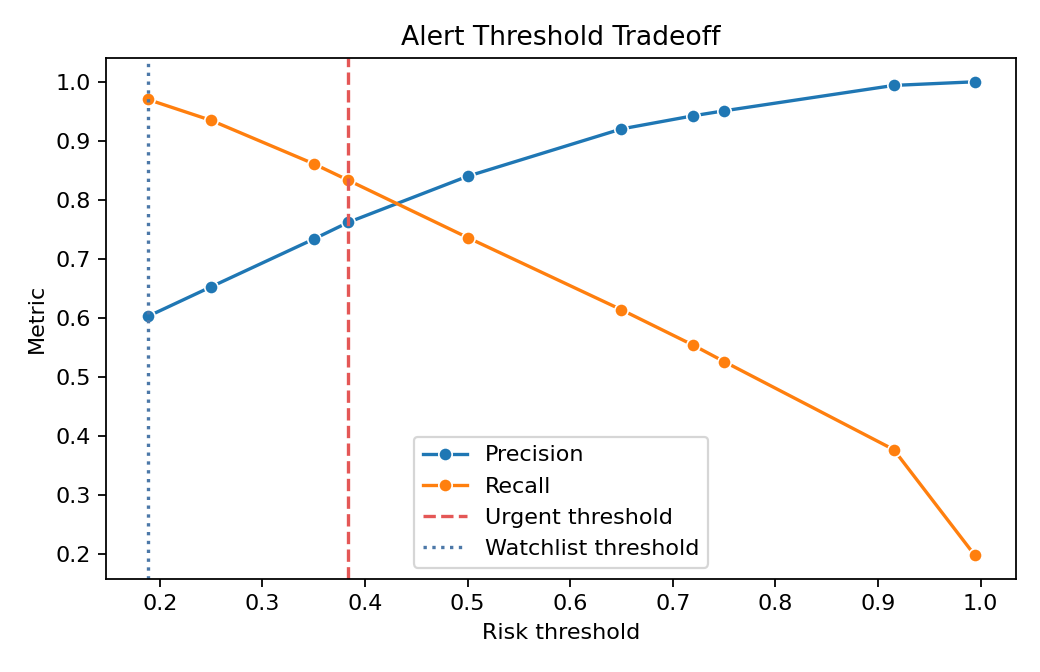 Alert Threshold Tradeoff
1.0
0.9
0.8
0.7
0.6
0.5
0.4
0.3
0.2
Metric
Precision
Recall
Urgent threshold
Watchlist threshold
0.2 0.3 0.4 0.5 0.6 0.7 0.8 0.9 1.0
Risk threshold